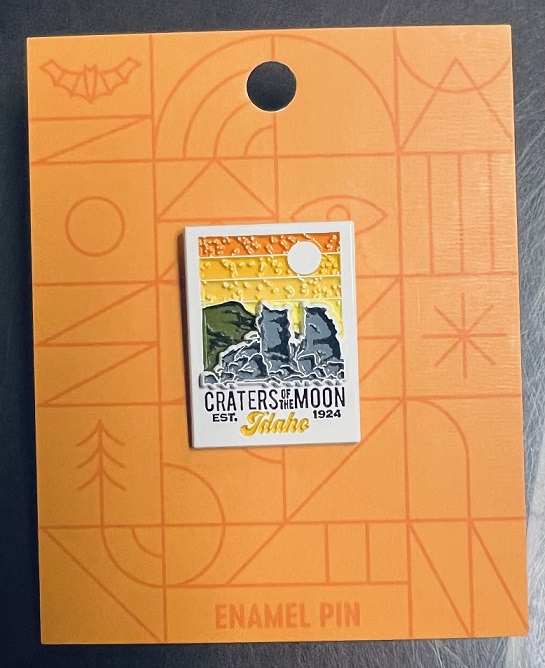 CRATERS OF THE MOON
EST. Idaho 1924
ENAMEL PIN